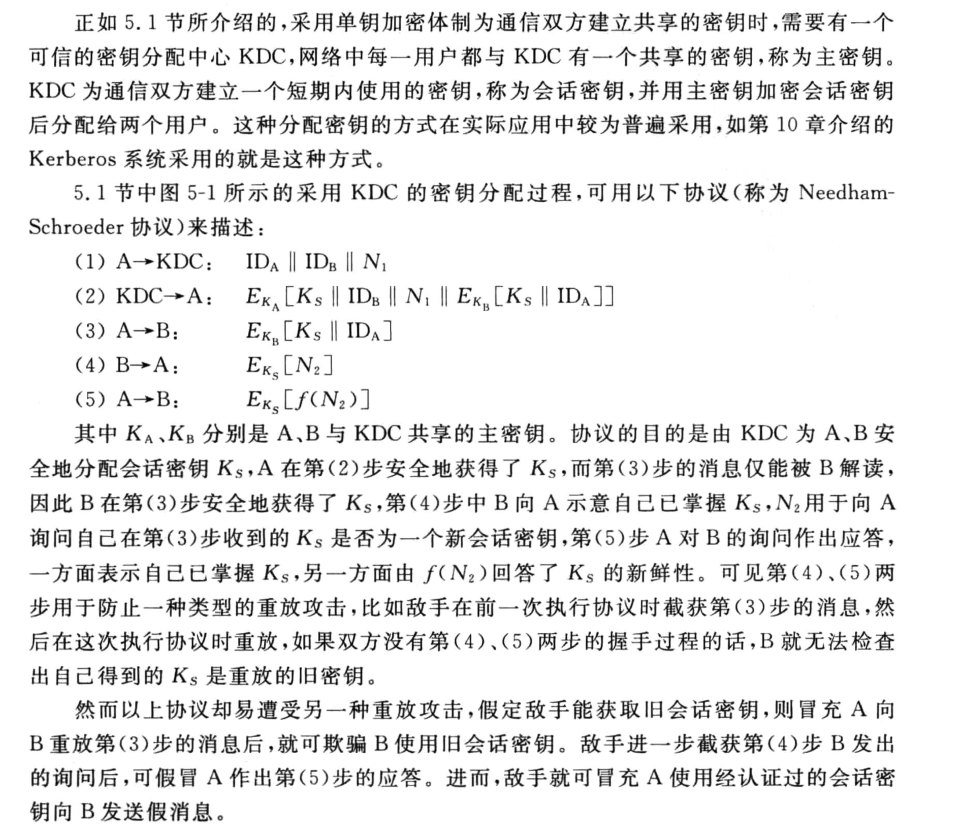 正如 5.1 节所介绍的,采用单钥加密体制为通信双方建立共享的密钥时,需要有一个
可信的密钥分配中心 KDC,网络中每一用户都与 KDC 有一个共享的密钥,称为主密钥。
KDC 为通信双方建立一个短期内使用的密钥,称为会话密钥,并用主密钥加密会话密钥
后分配给两个用户。这种分配密钥的方式在实际应用中较为普遍采用,如第 10 章介绍的
Kerberos 系统采用的就是这种方式。
5.1 节中图 5-1 所示的采用 KDC 的密钥分配过程,可用以下协议(称为 Needham-
Schroeder 协议)来描述:
(1) A→KDC: ID_A ‖ ID_B ‖ N_1
(2) KDC→A: E_{K_A}[K_S ‖ ID_B ‖ N_1 ‖ E_{K_B}[K_S ‖ ID_A]]
(3) A→B: E_{K_B}[K_S ‖ ID_A]
(4) B→A: E_{K_S}[N_2]
(5) A→B: E_{K_S}[f(N_2)]
其中 K_A、K_B 分别是 A、B 与 KDC 共享的主密钥。协议的目的是由 KDC 为 A、B 安
全地分配会话密钥 K_S,A 在第(2)步安全地获得了 K_S,而第(3)步的消息仅能被 B 解读,
因此 B 在第(3)步安全地获得了 K_S,第(4)步中 B 向 A 示意自己已掌握 K_S,N_2 用于向 A
询问自己在第(3)步收到的 K_S 是否为一个新会话密钥,第(5)步 A 对 B 的询问作出应答,
一方面表示自己已掌握 K_S,另一方面由 f(N_2)回答了 K_S 的新鲜性。可见第(4)、(5)两
步用于防止一种类型的重放攻击,比如敌手在前一次执行协议时截获第(3)步的消息,然
后在这次执行协议时重放,如果双方没有第(4)、(5)两步的握手过程的话,B 就无法检查
出自己得到的 K_S 是重放的旧密钥。
然而以上协议却易遭受另一种重放攻击,假定敌手能获取旧会话密钥,则冒充 A 向
B 重放第(3)步的消息后,就可欺骗 B 使用旧会话密钥。敌手进一步截获第(4)步 B 发出
的询问后,可假冒 A 作出第(5)步的应答。进而,敌手就可冒充 A 使用经认证过的会话密
钥向 B 发送假消息。